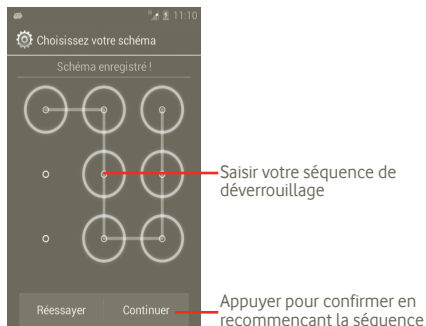 11:10
Choisissez votre schéma
Schéma enregistré !
Saisir votre séquence de
déverrouillage
Réessayer
Continuer
Appuyer pour confirmer en
recommençant la séquence